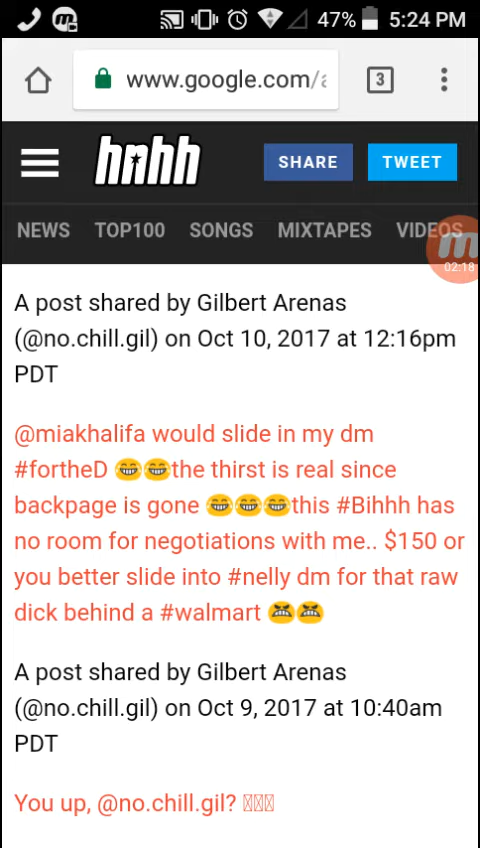 47% 5:24 PM
www.google.com/a
3
hnhh SHARE TWEET
NEWS TOP100 SONGS MIXTAPES VIDEOS
02:18
A post shared by Gilbert Arenas
(@no.chill.gil) on Oct 10, 2017 at 12:16pm
PDT
@miakhalifa would slide in my dm
#fortheD 😂😂the thirst is real since
backpage is gone 😂😂😂this #Bihhh has
no room for negotiations with me.. $150 or
you better slide into #nelly dm for that raw
dick behind a #walmart 😬😬
A post shared by Gilbert Arenas
(@no.chill.gil) on Oct 9, 2017 at 10:40am
PDT
You up, @no.chill.gil?